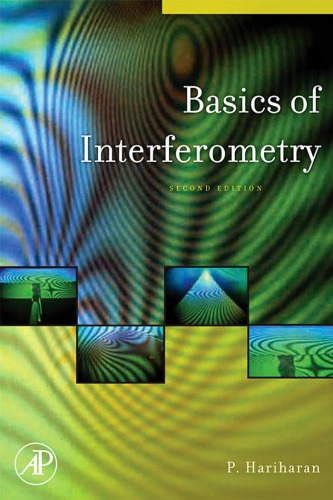 Basics of
Interferometry
SECOND EDITION
AP
P. Hariharan